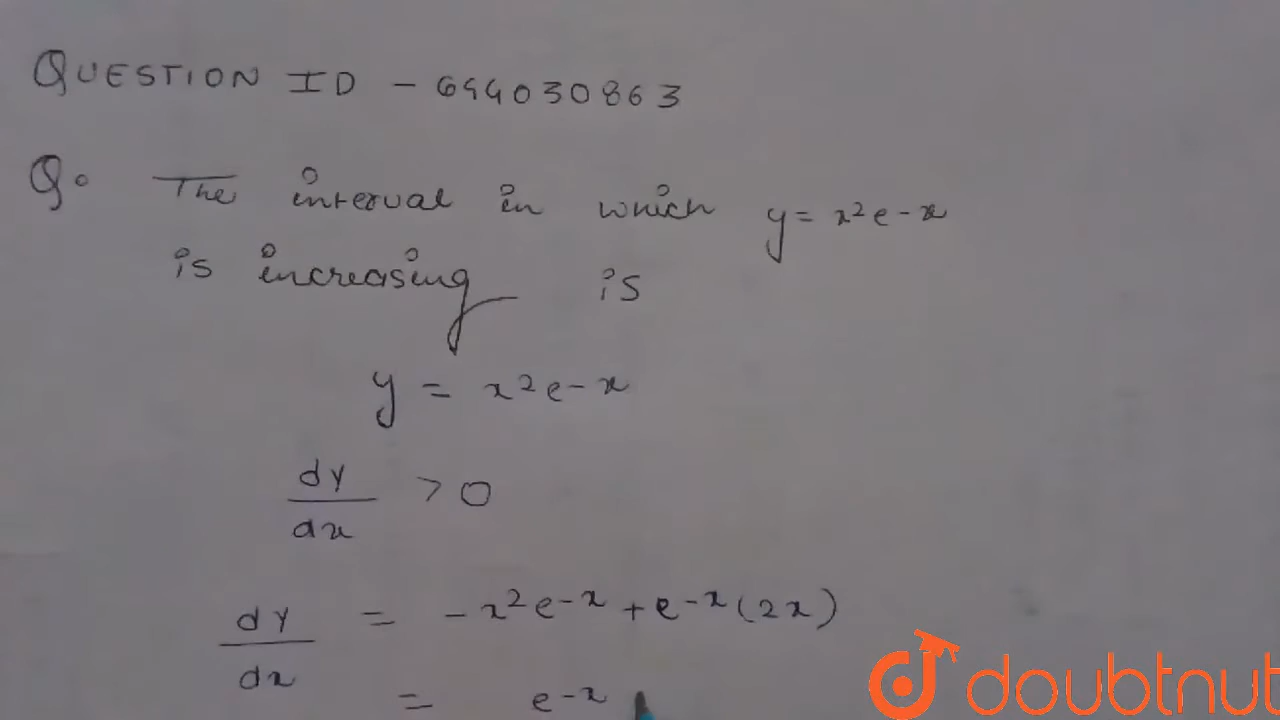 QUESTION ID - 644030863
Q. The interval in which y = x²e-x
is increasing is
y = x²e-x
dy/dx > 0
dy/dx = -x²e-x + e-x (2x)
= e-x
doubtnut